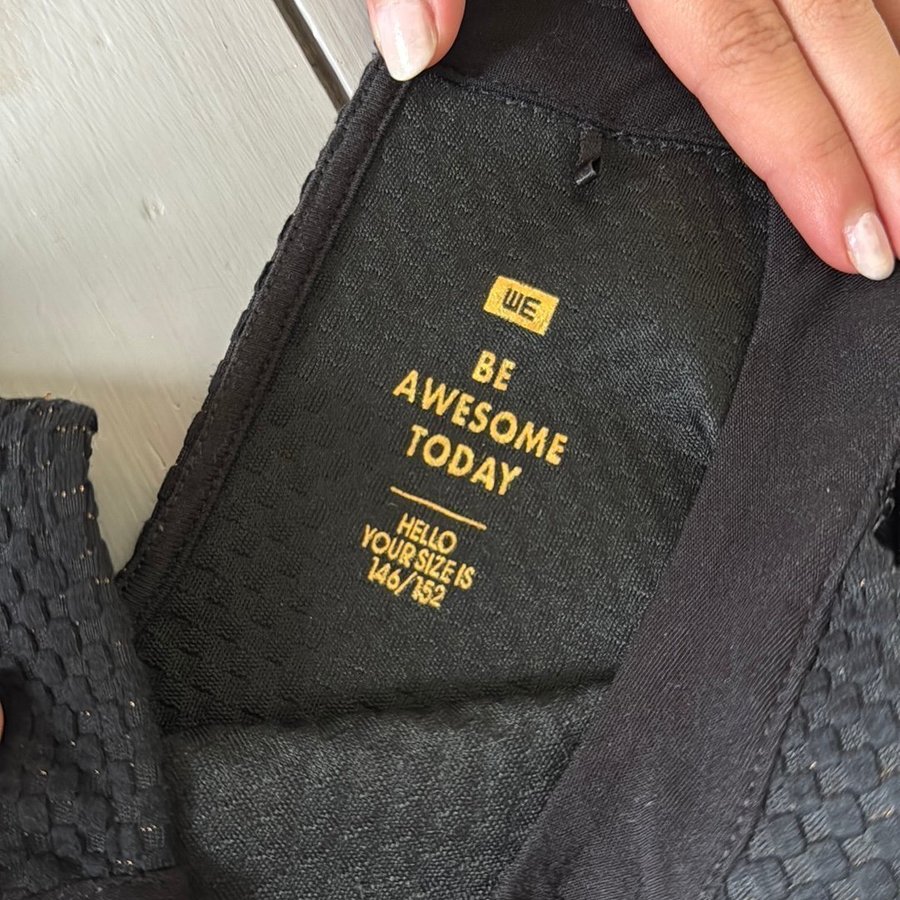 WE
BE
AWESOME
TODAY
HELLO
YOUR SIZE IS
146/152